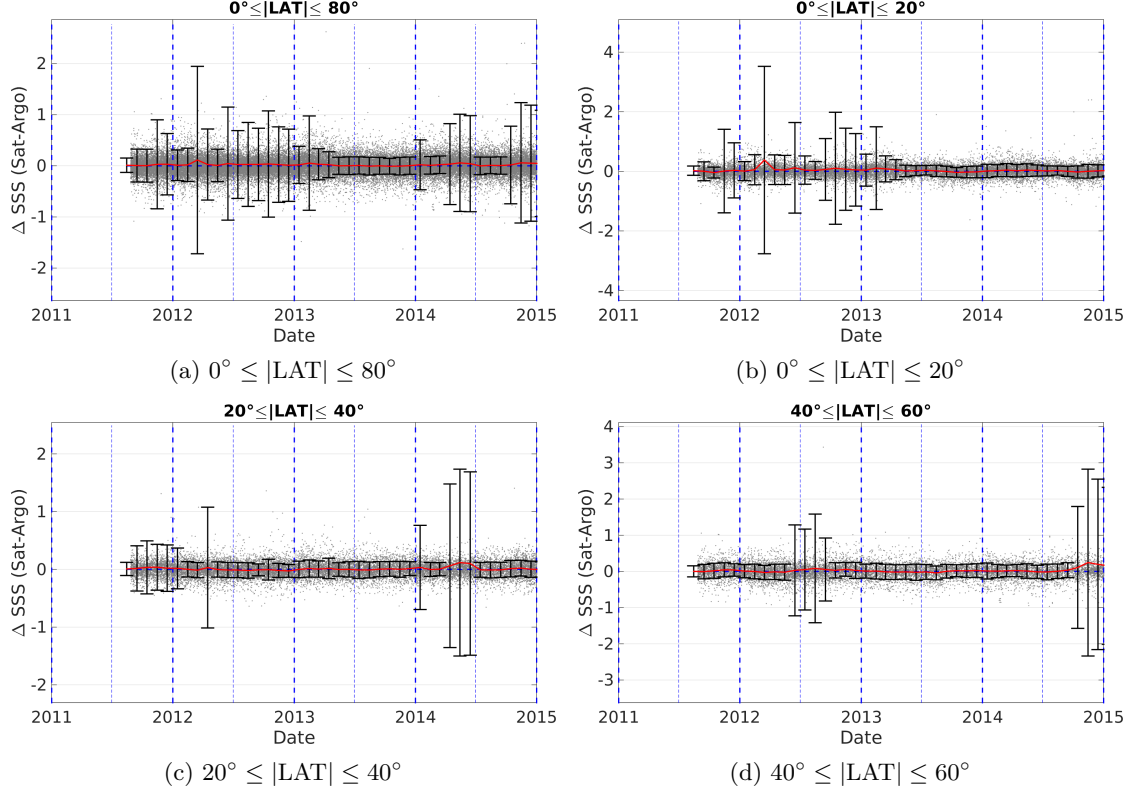 0°≤|LAT|≤ 80°
Δ SSS (Sat-Argo)
2
1
0
-1
-2
2011 2012 2013 2014 2015
Date
(a) 0° ≤ |LAT| ≤ 80°
0°≤|LAT|≤ 20°
Δ SSS (Sat-Argo)
4
2
0
-2
-4
2011 2012 2013 2014 2015
Date
(b) 0° ≤ |LAT| ≤ 20°
20°≤|LAT|≤ 40°
Δ SSS (Sat-Argo)
2
1
0
-1
-2
2011 2012 2013 2014 2015
Date
(c) 20° ≤ |LAT| ≤ 40°
40°≤|LAT|≤ 60°
Δ SSS (Sat-Argo)
4
3
2
1
0
-1
-2
-3
2011 2012 2013 2014 2015
Date
(d) 40° ≤ |LAT| ≤ 60°